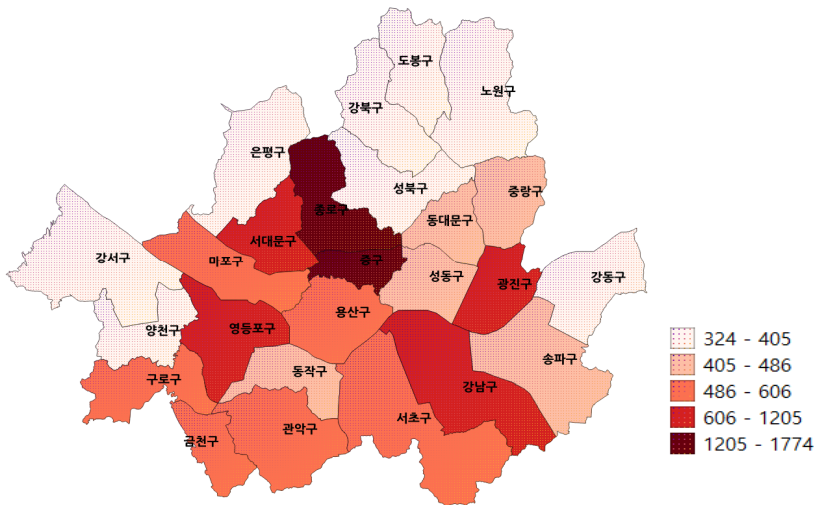 도봉구
노원구
강북구
은평구
성북구
중랑구
종로구
동대문구
서대문구
강서구
마포구
중구
성동구
광진구
강동구
용산구
양천구
영등포구
송파구
구로구
동작구
강남구
서초구
관악구
금천구
324 - 405
405 - 486
486 - 606
606 - 1205
1205 - 1774